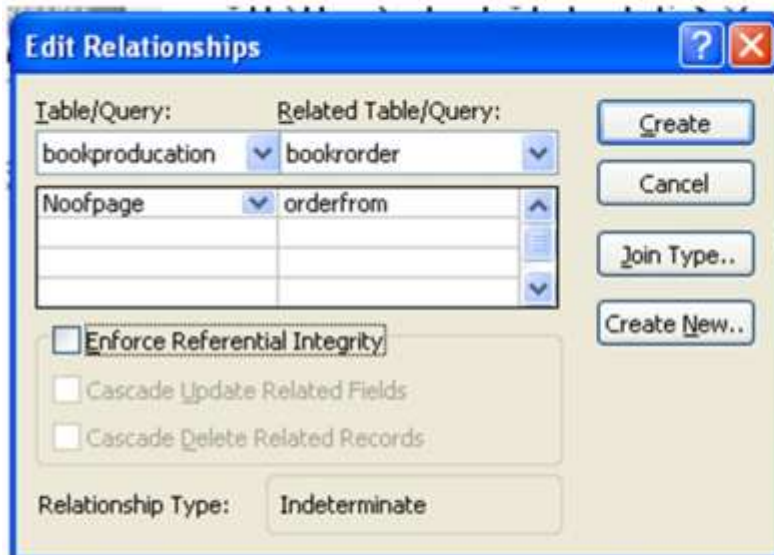 Edit Relationships
Table/Query: Related Table/Query:
bookproducation bookrorder
Noofpage orderfrom
Create
Cancel
Join Type..
Create New..
Enforce Referential Integrity
Cascade Update Related Fields
Cascade Delete Related Records
Relationship Type: Indeterminate